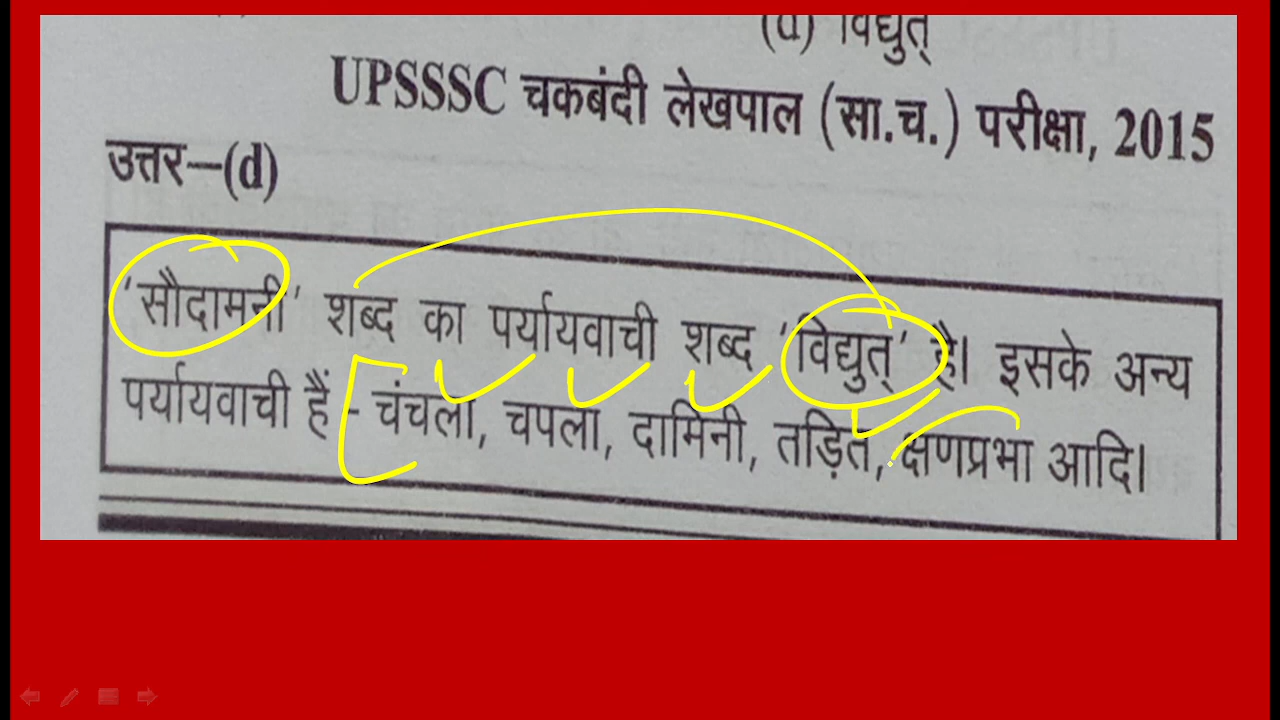 (d) विद्युत्
UPSSSC चकबंदी लेखपाल (सा.च.) परीक्षा, 2015
उत्तर—(d)
'सौदामनी' शब्द का पर्यायवाची शब्द 'विद्युत्' है। इसके अन्य
पर्यायवाची हैं - चंचला, चपला, दामिनी, तड़ित, क्षणप्रभा आदि।